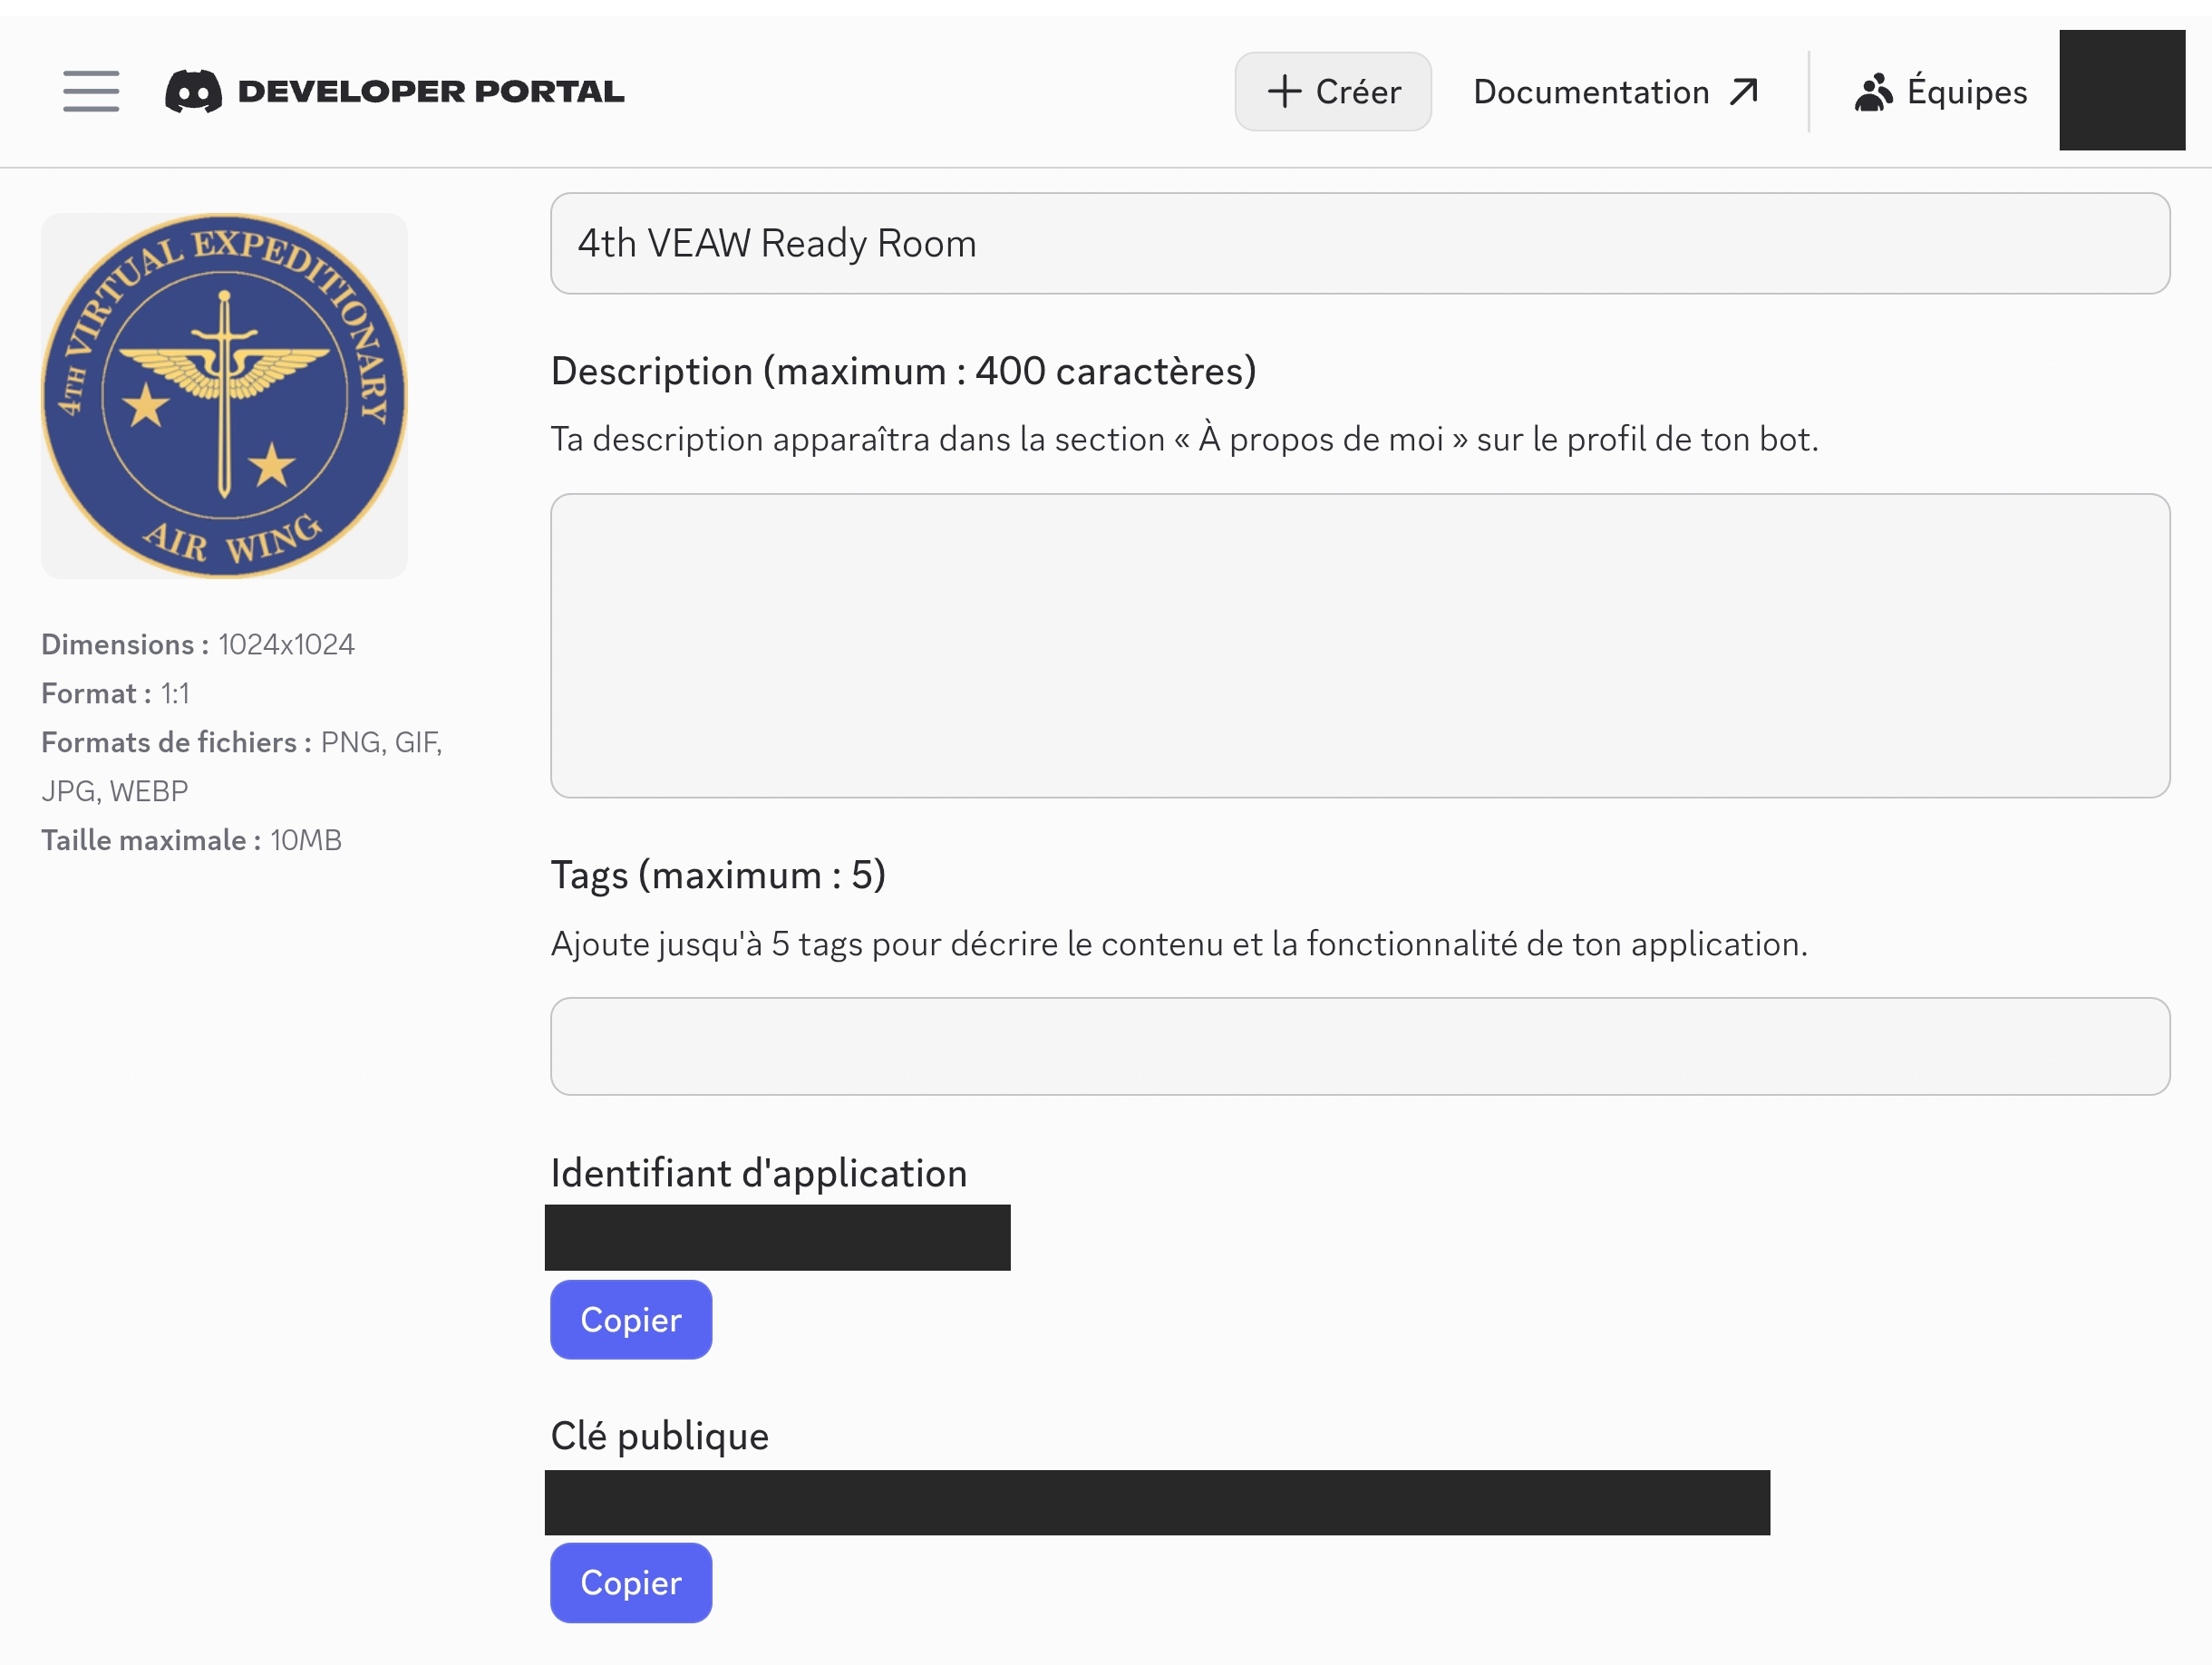 DEVELOPER PORTAL
Créer
Documentation
Équipes
4TH VIRTUAL EXPEDITIONARY
AIR WING
Dimensions : 1024x1024
Format : 1:1
Formats de fichiers : PNG, GIF,
JPG, WEBP
Taille maximale : 10MB
4th VEAW Ready Room
Description (maximum : 400 caractères)
Ta description apparaîtra dans la section « À propos de moi » sur le profil de ton bot.
Tags (maximum : 5)
Ajoute jusqu'à 5 tags pour décrire le contenu et la fonctionnalité de ton application.
Identifiant d'application
Copier
Clé publique
Copier